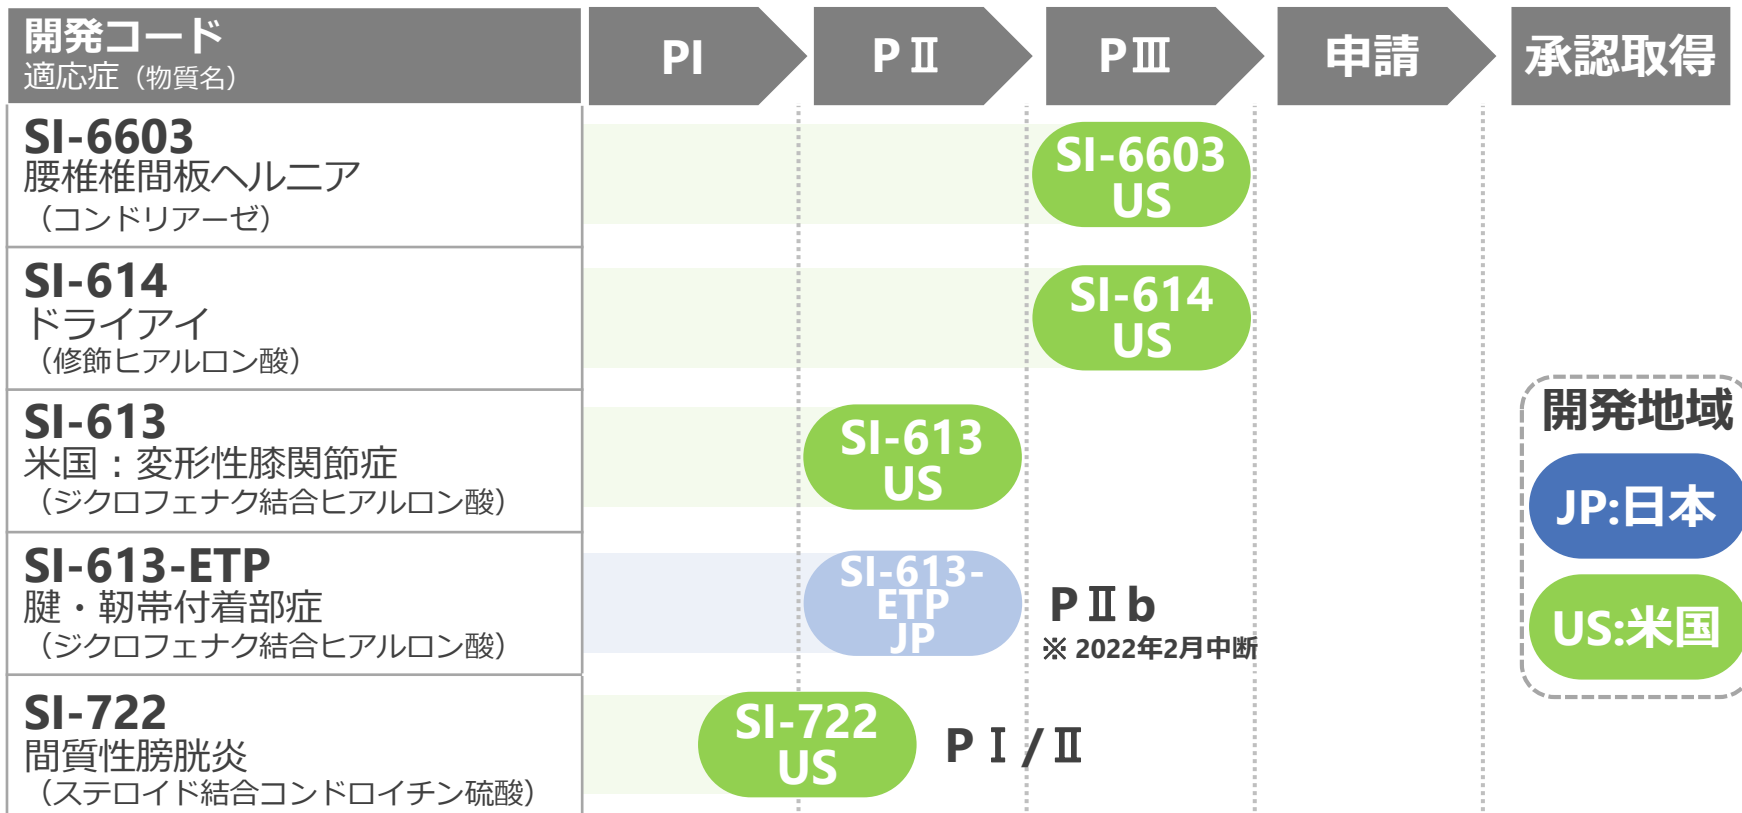 開発コード
適応症（物質名）
PI
PⅡ
PⅢ
申請
承認取得
SI-6603
腰椎椎間板ヘルニア
（コンドリアーゼ）
SI-6603
US
SI-614
ドライアイ
（修飾ヒアルロン酸）
SI-614
US
SI-613
米国：変形性膝関節症
（ジクロフェナク結合ヒアルロン酸）
SI-613
US
SI-613-ETP
腱・靭帯付着部症
（ジクロフェナク結合ヒアルロン酸）
SI-613-
ETP
JP
PⅡb
※ 2022年2月中断
SI-722
間質性膀胱炎
（ステロイド結合コンドロイチン硫酸）
SI-722
US
PⅠ/Ⅱ
開発地域
JP:日本
US:米国